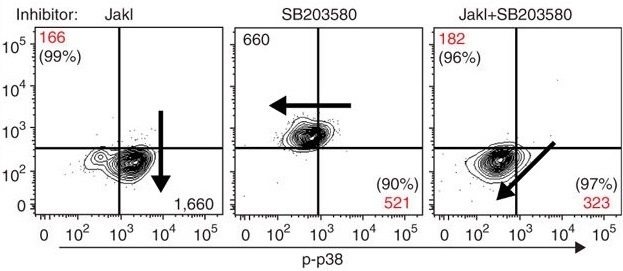 Inhibitor: JakI SB203580 JakI+SB203580
10⁵ 166 660 182
(99%) (96%)
10⁴
10³
10² (90%) (97%)
0 1,660 521 323
0 10² 10³ 10⁴ 10⁵ 0 10² 10³ 10⁴ 10⁵ 0 10² 10³ 10⁴ 10⁵
p-p38